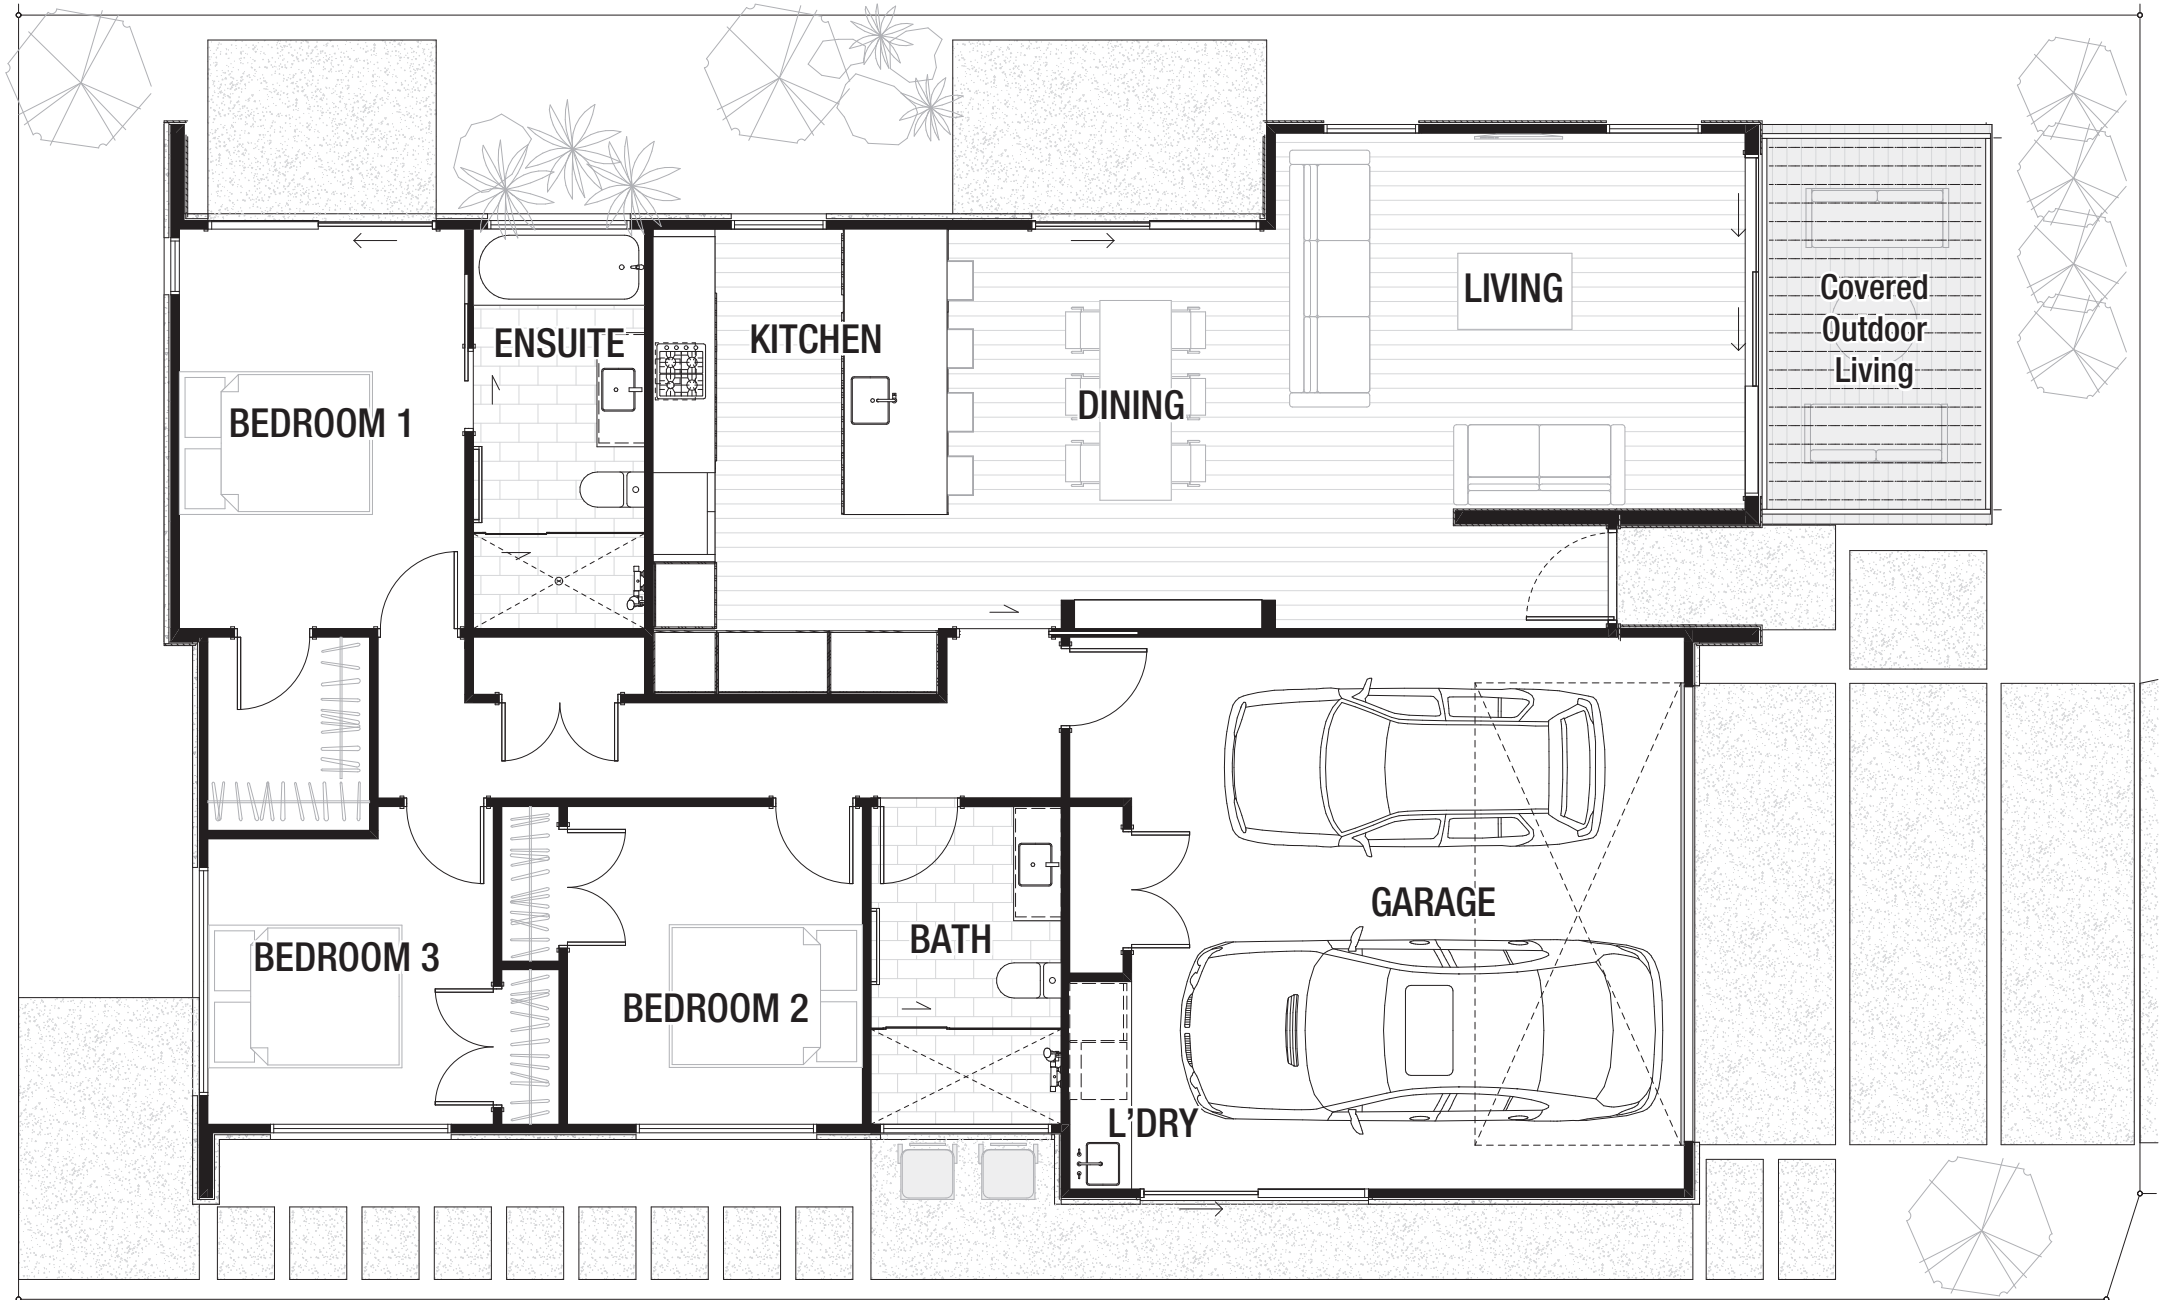 ENSUITE
KITCHEN
LIVING
Covered
Outdoor
Living
BEDROOM 1
DINING
GARAGE
BEDROOM 3
BATH
BEDROOM 2
L'DRY